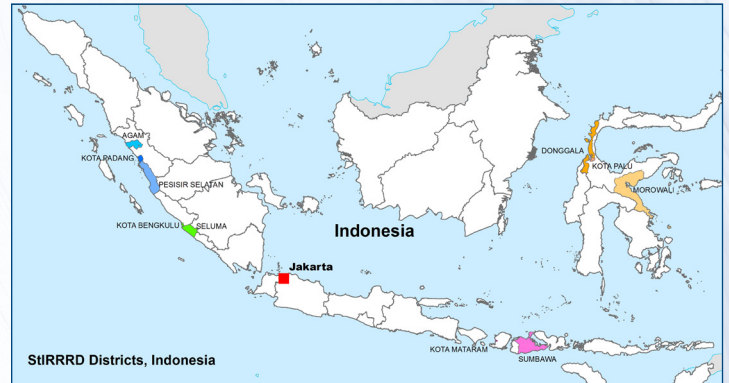 AGAM
KOTA PADANG
PESISIR SELATAN
KOTA BENGKULU
SELUMA
DONGGALA
KOTA PALU
MOROWALI
Indonesia
Jakarta
KOTA MATARAM
SUMBAWA
StIRRRD Districts, Indonesia